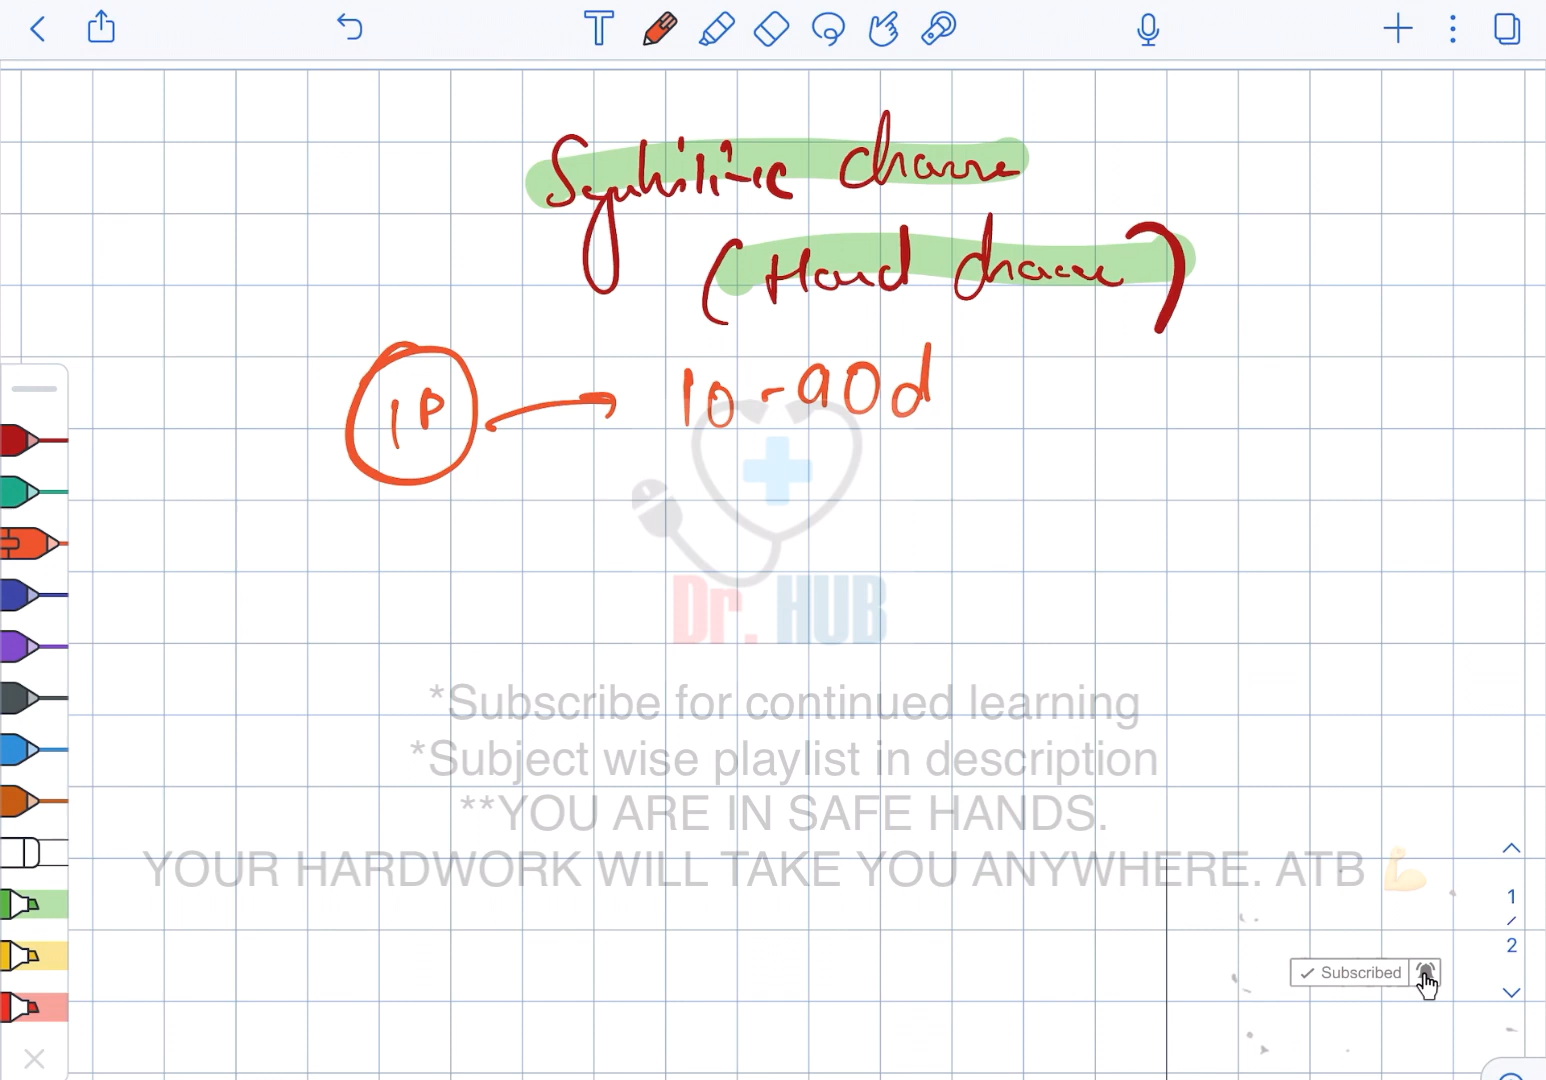 Syphilitic chancre
(Hard chancre)
IP → 10-90d
Dr. HUB
*Subscribe for continued learning
*Subject wise playlist in description
**YOU ARE IN SAFE HANDS.
YOUR HARDWORK WILL TAKE YOU ANYWHERE. ATB 💪
1
/
2
✓ Subscribed